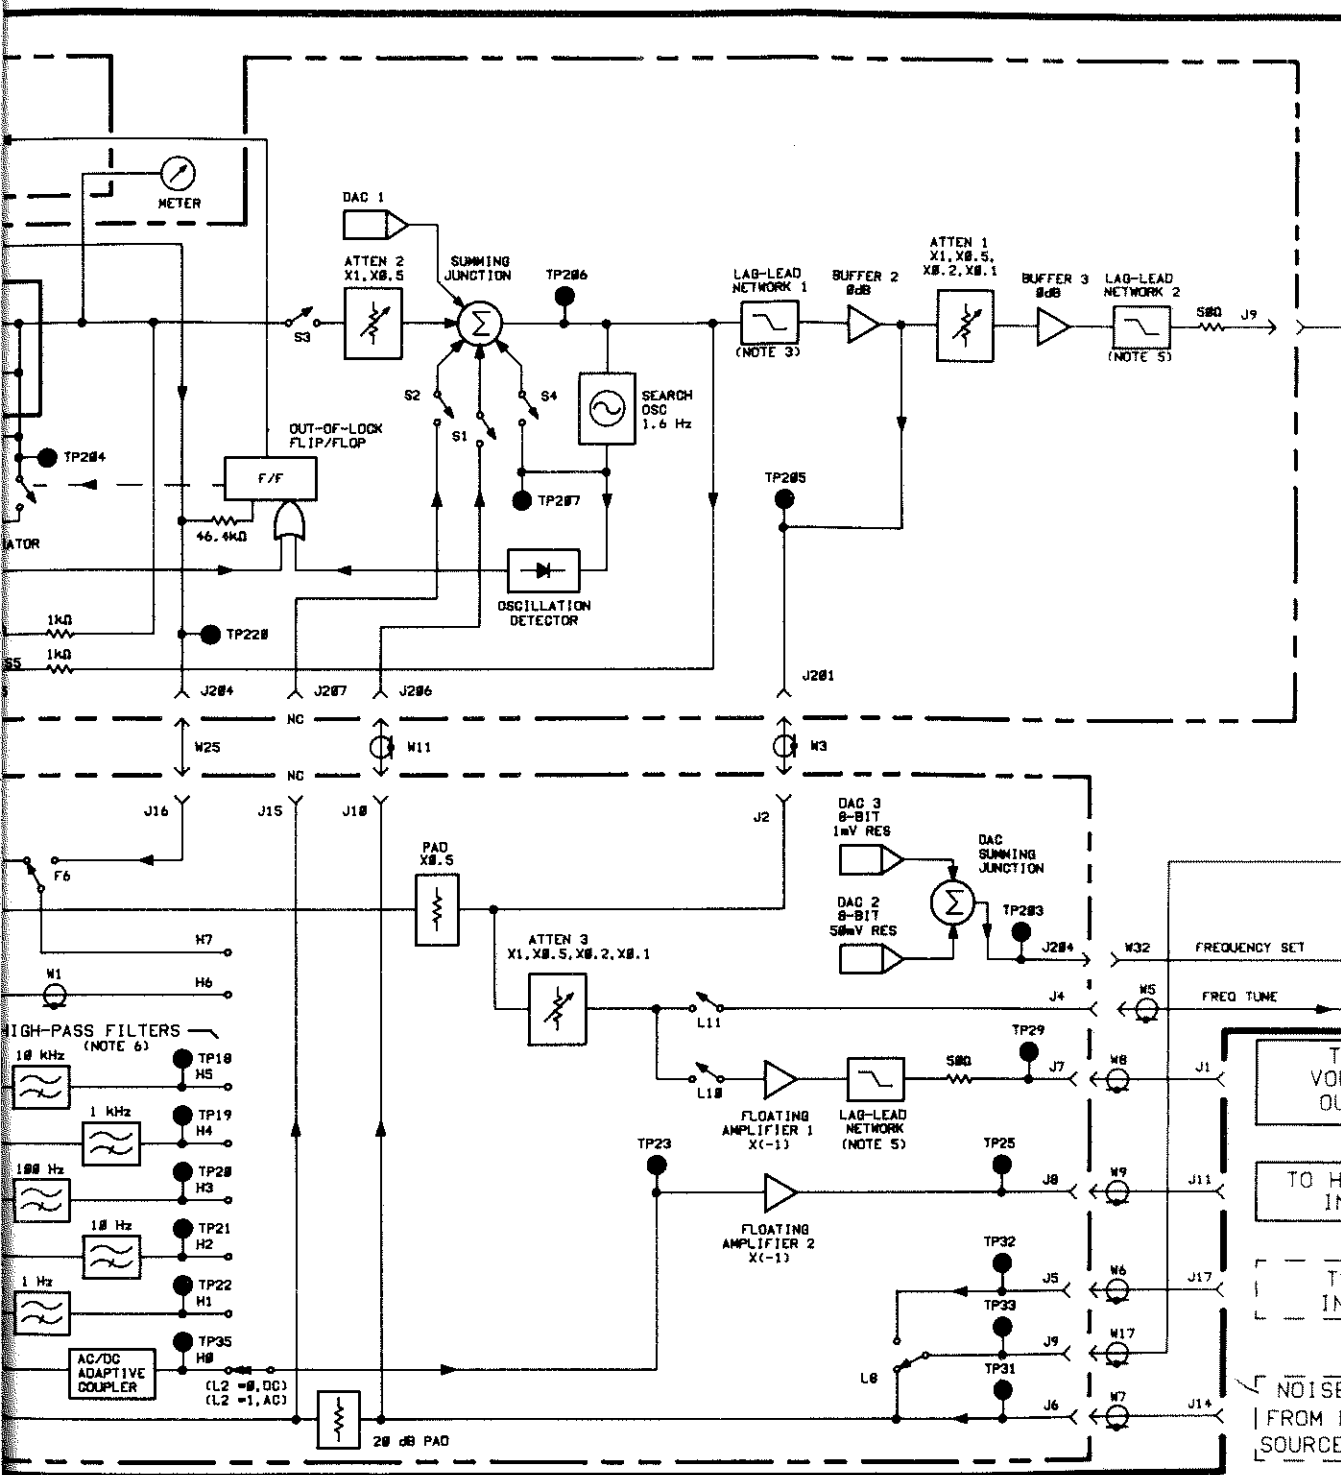 METER
DAC 1
ATTEN 2
X1,X0.5
SUMMING
JUNCTION
TP206
LAG-LEAD
NETWORK 1
(NOTE 3)
BUFFER 2
0dB
ATTEN 1
X1,X0.5,
X0.2,X0.1
BUFFER 3
0dB
LAG-LEAD
NETWORK 2
(NOTE 5)
50Ω
J9
S3
Σ
S2
S1
S4
SEARCH
OSC
1.6 Hz
TP204
OUT-OF-LOCK
FLIP/FLOP
F/F
TP207
TP205
46.4kΩ
ATOR
OSCILLATION
DETECTOR
1kΩ
TP220
1kΩ
S5
J204
J207
J206
J201
NC
W25
W11
W3
NC
J16
J15
J10
J2
DAC 3
8-BIT
1mV RES
DAC
SUMMING
JUNCTION
Σ
F6
PAD
X0.5
DAC 2
8-BIT
50mV RES
TP203
J204
W32
FREQUENCY SET
H7
ATTEN 3
X1,X0.5,X0.2,X0.1
W1
H6
L11
J4
W5
FREQ TUNE
HIGH-PASS FILTERS
(NOTE 6)
10 kHz
TP18
H5
L10
FLOATING
AMPLIFIER 1
X(-1)
LAG-LEAD
NETWORK
(NOTE 5)
50Ω
TP29
J7
W8
J1
1 kHz
TP19
H4
TP23
TP25
100 Hz
TP20
H3
FLOATING
AMPLIFIER 2
X(-1)
J8
W9
J11
TO H
IN
10 Hz
TP21
H2
TP32
J5
W6
J17
1 Hz
TP22
H1
TP33
J9
W17
AC/DC
ADAPTIVE
COUPLER
TP35
H0
(L2 =0,DC)
(L2 =1,AC)
L8
TP31
J6
W7
J14
20 dB PAD
NOISE
FROM
SOURCE